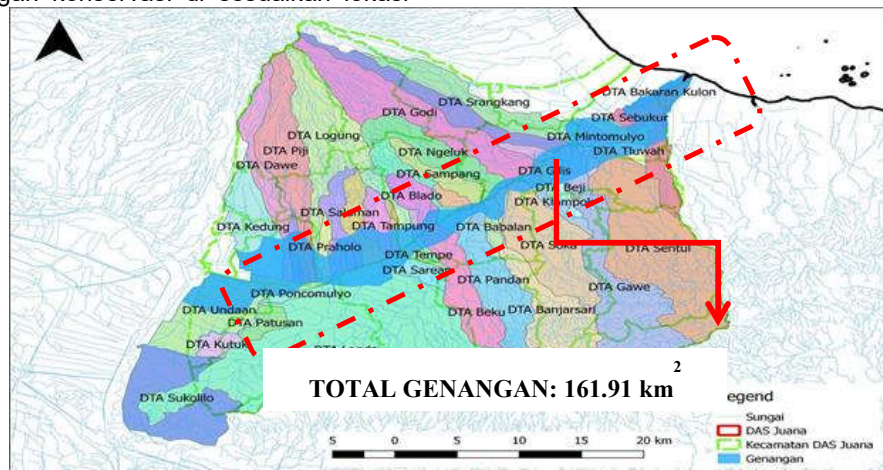 DTA Bakaran Kulon
DTA Srangkang
DTA Godi
DTA Sebukur
DTA Logung
DTA Mintomulyo
DTA Piji
DTA Ngeluk
DTA Tluwah
DTA Dawe
DTA Gampang
DTA Gilis
DTA Blado
DTA Beji
DTA Klompok
DTA Salaman
DTA Kedung
DTA Tampung
DTA Babalan
DTA Praholo
DTA Soka
DTA Sentul
DTA Tempe
DTA Sarean
DTA Pandan
DTA Gawe
DTA Poncomulyo
DTA Undaan
DTA Patusan
DTA Beku
DTA Banjarsari
DTA Kutuk
DTA Sukolilo
TOTAL GENANGAN: 161.91 km2
egend
Sungai
DAS Juana
Kecamatan DAS Juana
Genangan
5 0 5 10 15 20 km